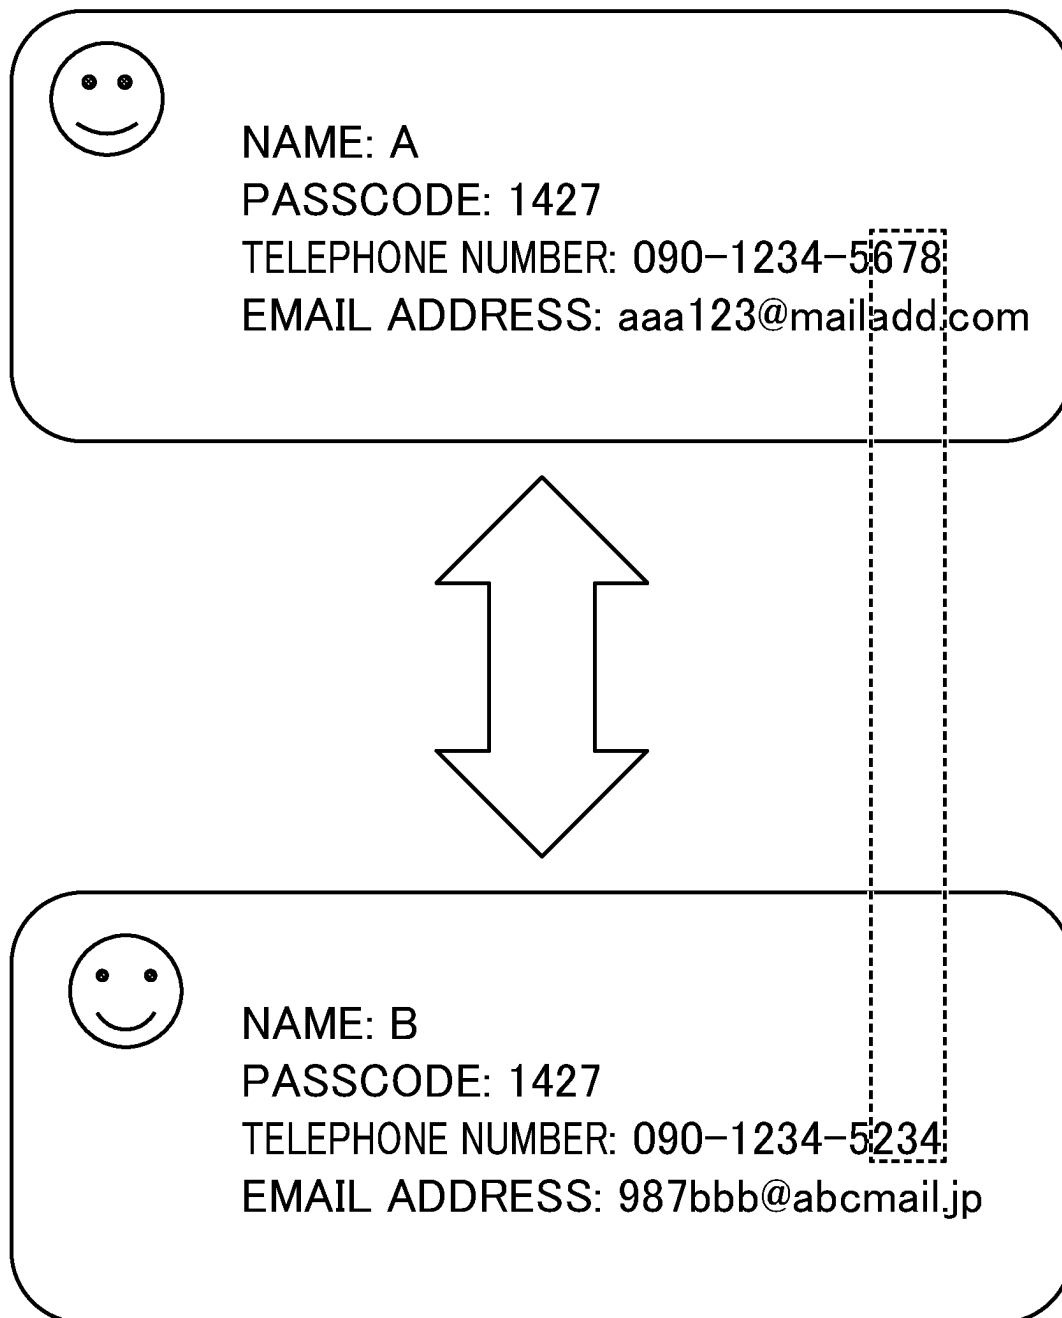 NAME: A
PASSCODE: 1427
TELEPHONE NUMBER: 090-1234-5678
EMAIL ADDRESS: aaa123@mailadd.com
NAME: B
PASSCODE: 1427
TELEPHONE NUMBER: 090-1234-5234
EMAIL ADDRESS: 987bbb@abcmail.jp